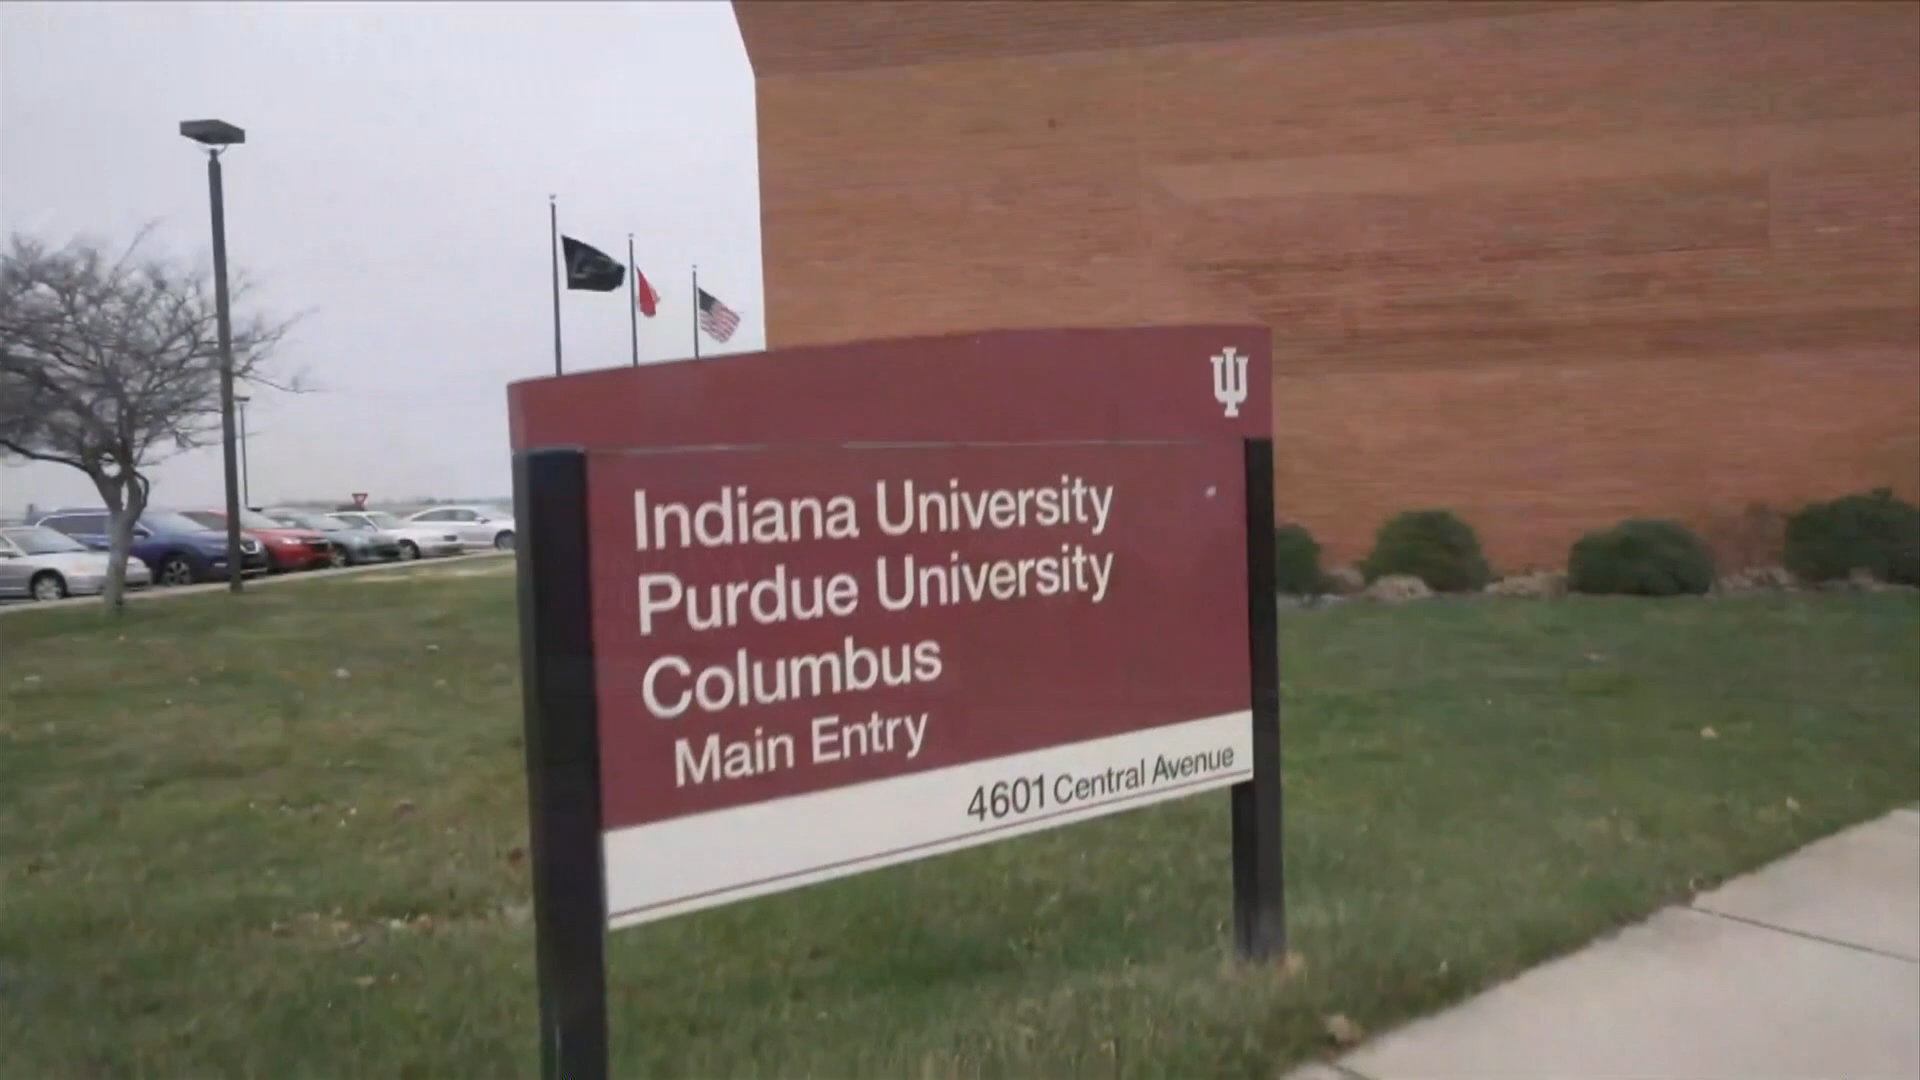 Indiana University
Purdue University
Columbus
Main Entry
4601 Central Avenue